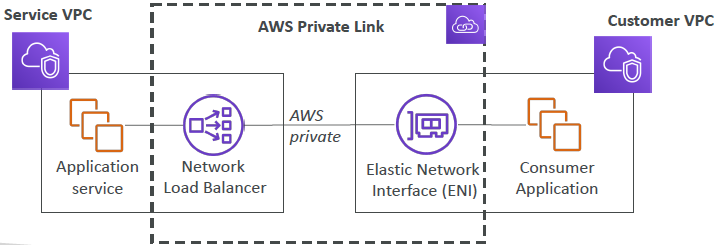 Service VPC
AWS Private Link
Customer VPC
AWS
private
Application
service
Network
Load Balancer
Elastic Network
Interface (ENI)
Consumer
Application